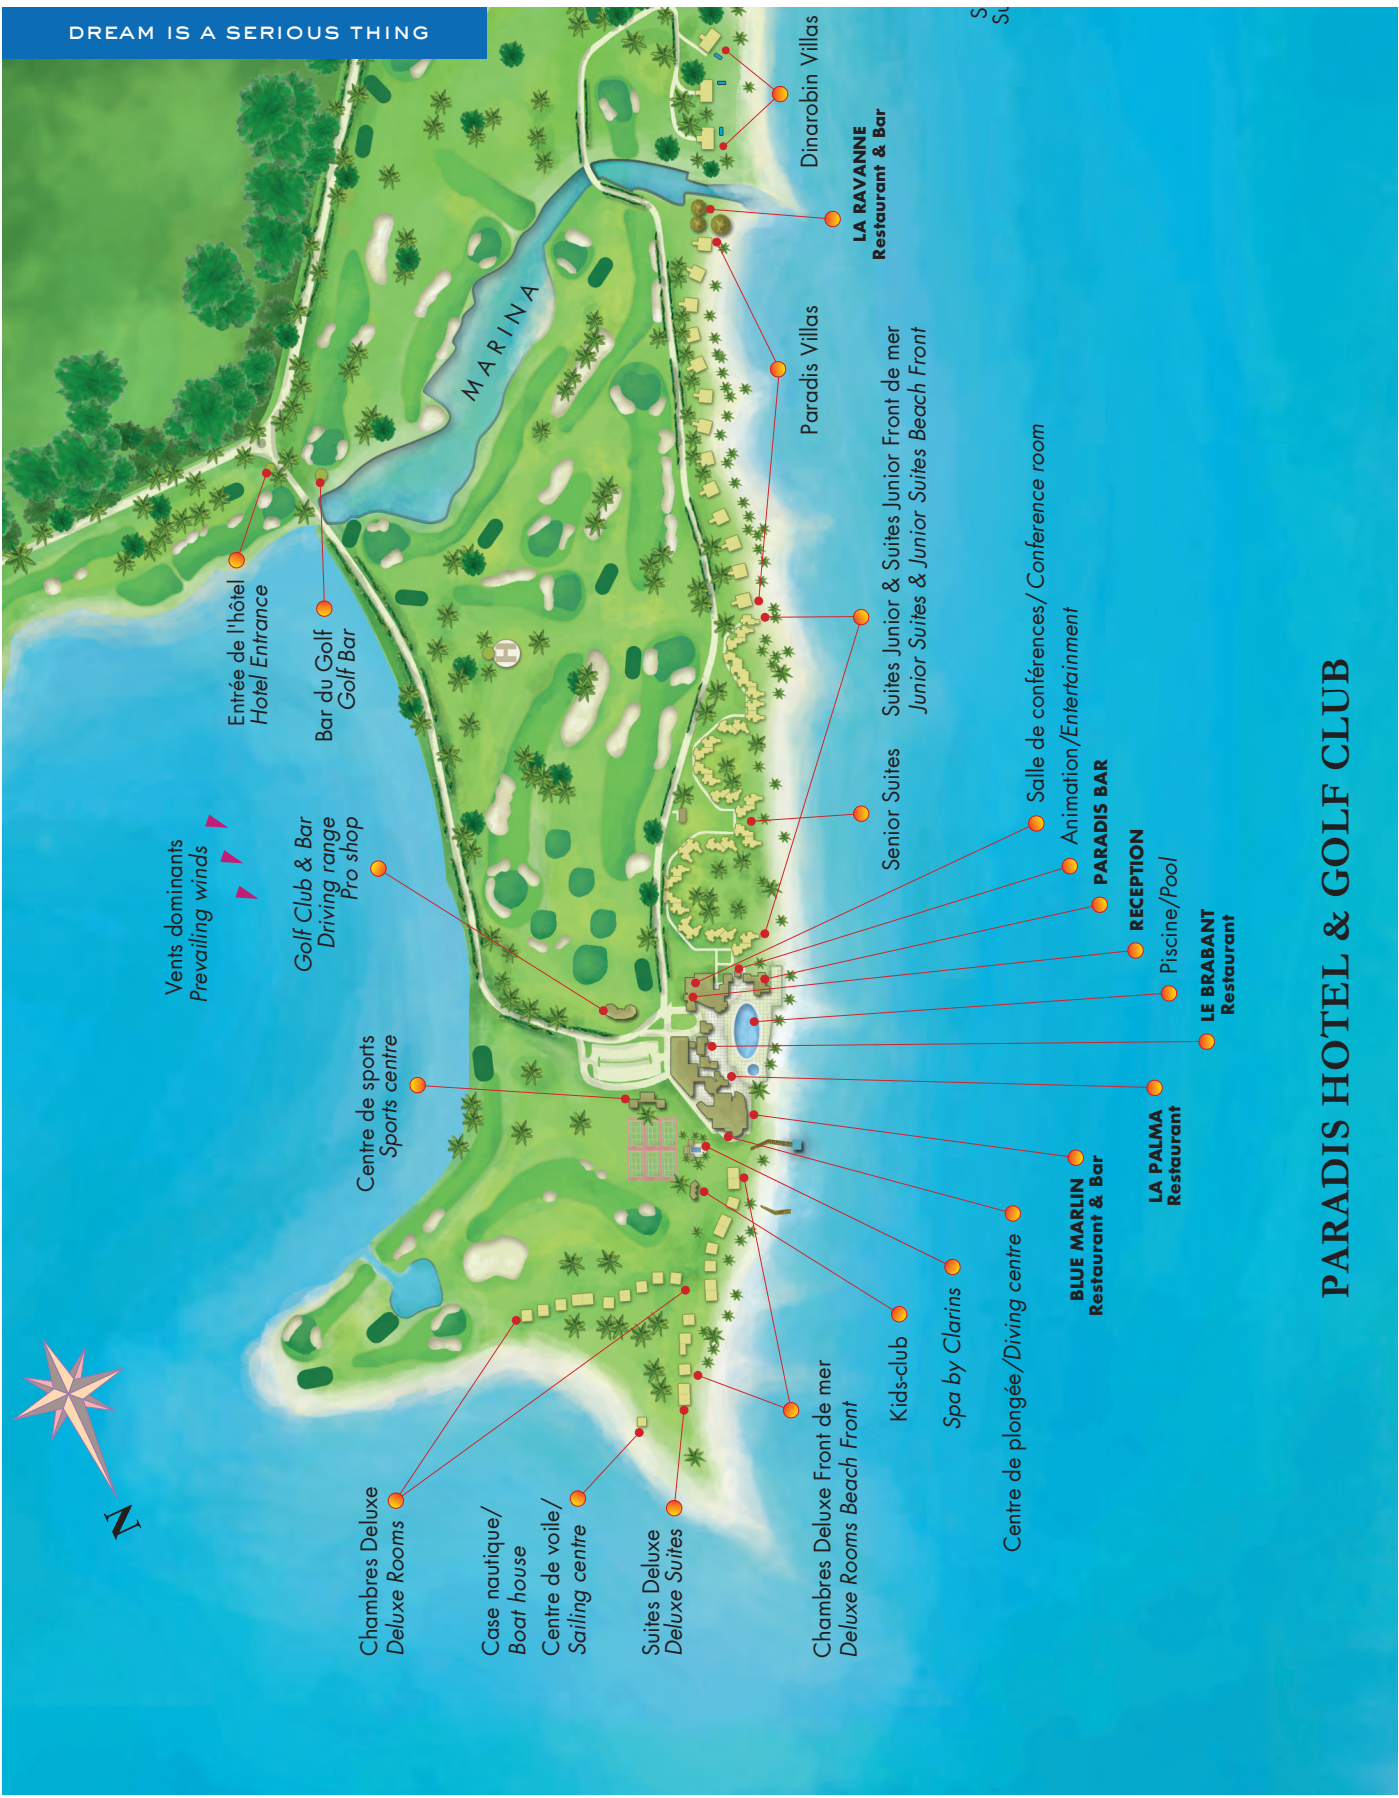 DREAM IS A SERIOUS THING
Dinarobin Villas
LA RAVANNE
Restaurant & Bar
MARINA
Paradis Villas
Suites Junior & Suites Junior Front de mer
Junior Suites & Junior Suites Beach Front
Entrée de l'hôtel
Hotel Entrance
Bar du Golf
Golf Bar
H
Vents dominants
Prevailing winds
Golf Club & Bar
Driving range
Pro shop
Senior Suites
Salle de conférences/ Conference room
Animation/Entertainment
PARADIS BAR
RECEPTION
Piscine/Pool
LE BRABANT
Restaurant
LA PALMA
Restaurant
BLUE MARLIN
Restaurant & Bar
Centre de sports
Sports centre
Centre de plongée/Diving centre
Spa by Clarins
Kids-club
Chambres Deluxe Front de mer
Deluxe Rooms Beach Front
Suites Deluxe
Deluxe Suites
Centre de voile/
Sailing centre
Case nautique/
Boat house
Chambres Deluxe
Deluxe Rooms
N
PARADIS HOTEL & GOLF CLUB